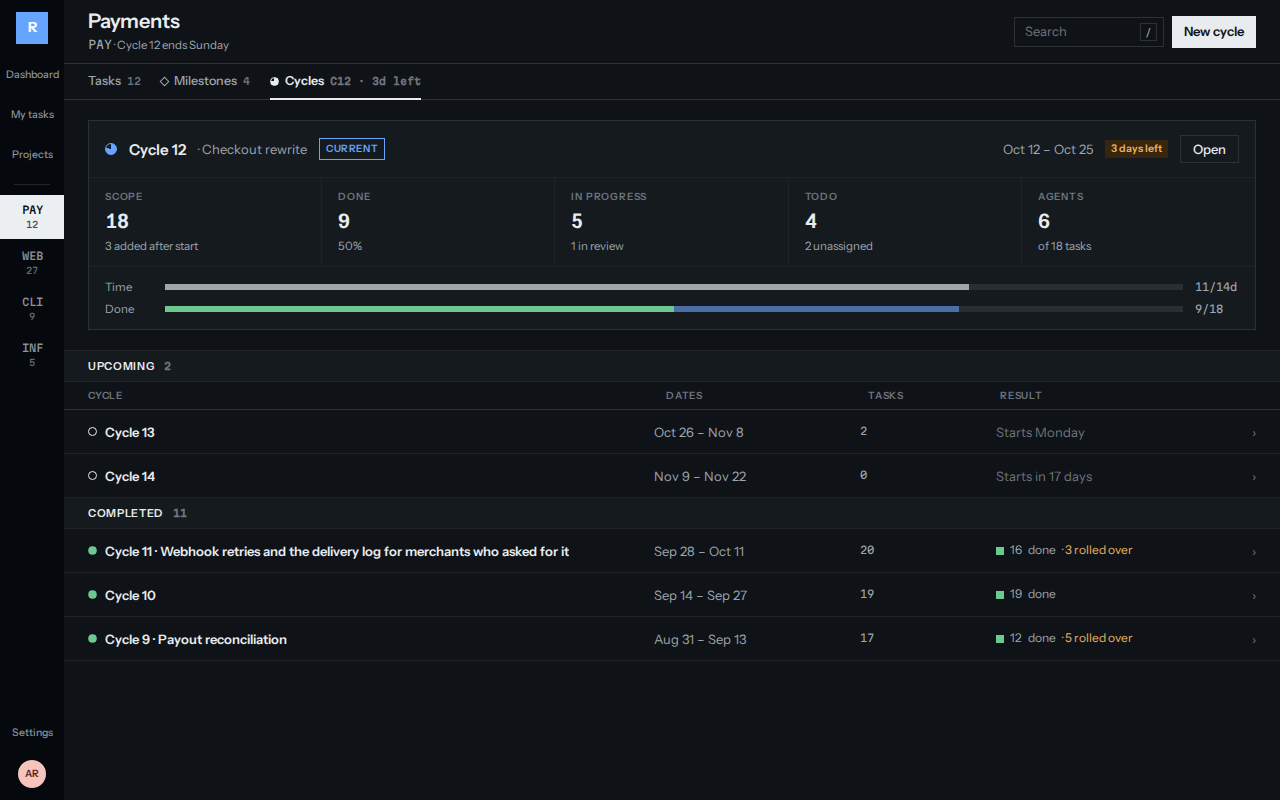 R
Dashboard
My tasks
Projects
PAY
12
WEB
27
CLI
9
INF
5
Settings
AR
Payments
PAY · Cycle 12 ends Sunday
Search /
New cycle
Tasks 12
Milestones 4
Cycles C12 · 3d left
Cycle 12 · Checkout rewrite CURRENT
Oct 12 – Oct 25 3 days left Open
SCOPE
18
3 added after start
DONE
9
50%
IN PROGRESS
5
1 in review
TODO
4
2 unassigned
AGENTS
6
of 18 tasks
Time 11/14d
Done 9/18
UPCOMING 2
CYCLE DATES TASKS RESULT
Cycle 13 Oct 26 – Nov 8 2 Starts Monday ›
Cycle 14 Nov 9 – Nov 22 0 Starts in 17 days ›
COMPLETED 11
Cycle 11 · Webhook retries and the delivery log for merchants who asked for it Sep 28 – Oct 11 20 16 done · 3 rolled over ›
Cycle 10 Sep 14 – Sep 27 19 19 done ›
Cycle 9 · Payout reconciliation Aug 31 – Sep 13 17 12 done · 5 rolled over ›